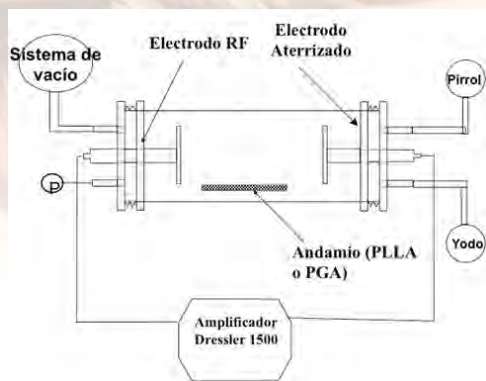 Sistema de
vacío
Electrodo RF
Electrodo
Aterrizado
Pirrol
P
Andamio (PLLA
o PGA)
Yodo
Amplificador
Dressler 1500